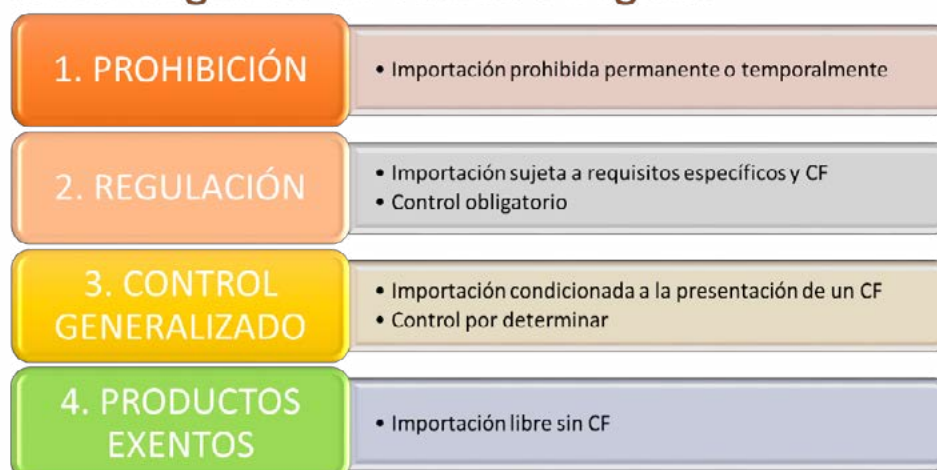 1. PROHIBICIÓN
• Importación prohibida permanente o temporalmente
2. REGULACIÓN
• Importación sujeta a requisitos específicos y CF
• Control obligatorio
3. CONTROL
GENERALIZADO
• Importación condicionada a la presentación de un CF
• Control por determinar
4. PRODUCTOS
EXENTOS
• Importación libre sin CF